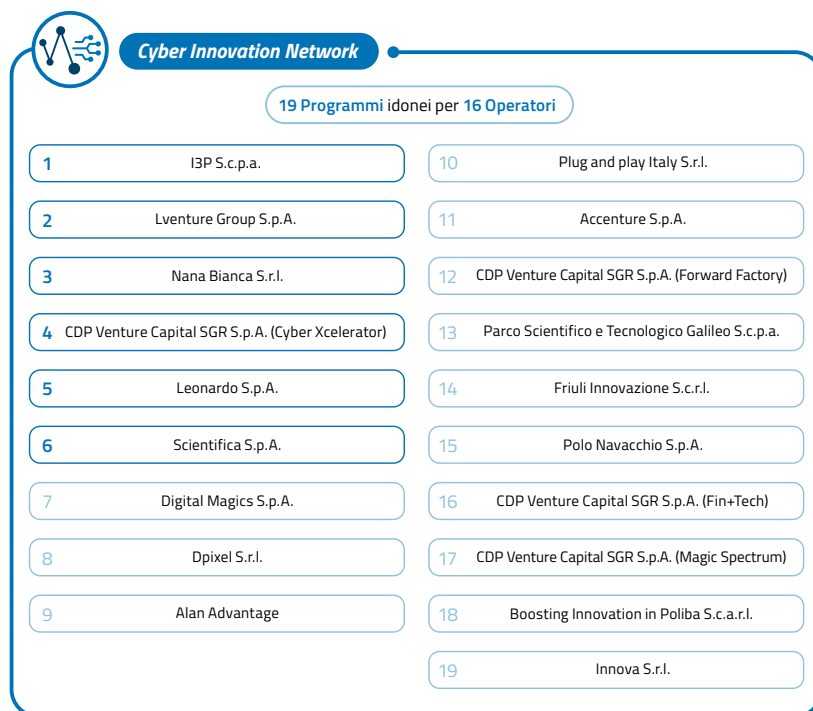 Cyber Innovation Network
19 Programmi idonei per 16 Operatori
1 I3P S.c.p.a.
2 Lventure Group S.p.A.
3 Nana Bianca S.r.l.
4 CDP Venture Capital SGR S.p.A. (Cyber Xcelerator)
5 Leonardo S.p.A.
6 Scientifica S.p.A.
7 Digital Magics S.p.A.
8 Dpixel S.r.l.
9 Alan Advantage
10 Plug and play Italy S.r.l.
11 Accenture S.p.A.
12 CDP Venture Capital SGR S.p.A. (Forward Factory)
13 Parco Scientifico e Tecnologico Galileo S.c.p.a.
14 Friuli Innovazione S.c.r.l.
15 Polo Navacchio S.p.A.
16 CDP Venture Capital SGR S.p.A. (Fin+Tech)
17 CDP Venture Capital SGR S.p.A. (Magic Spectrum)
18 Boosting Innovation in Poliba S.c.a.r.l.
19 Innova S.r.l.